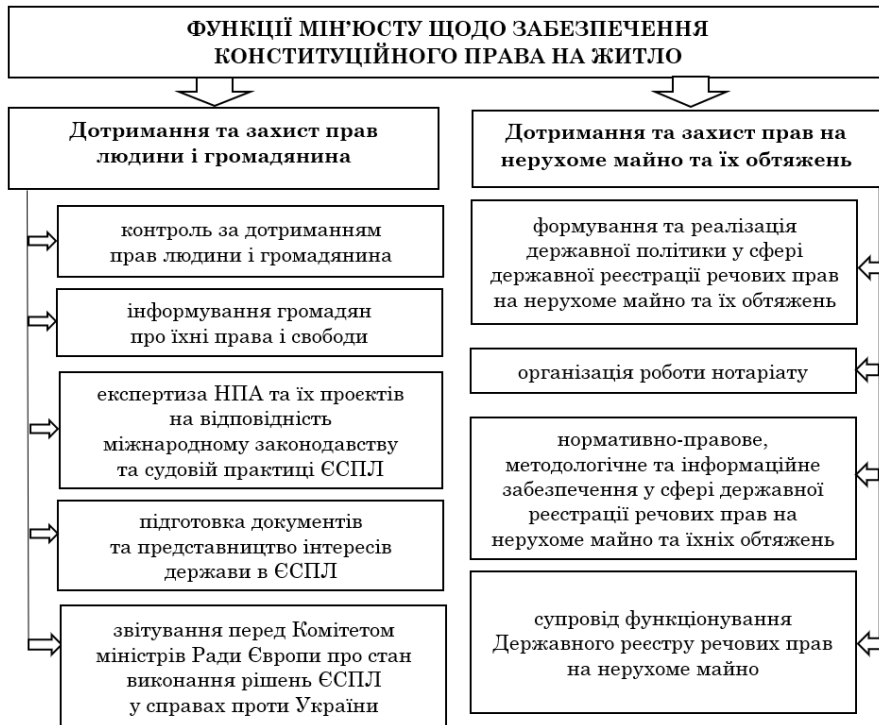 ФУНКЦІЇ МІН’ЮСТУ ЩОДО ЗАБЕЗПЕЧЕННЯ
КОНСТИТУЦІЙНОГО ПРАВА НА ЖИТЛО
Дотримання та захист прав
людини і громадянина
контроль за дотриманням
прав людини і громадянина
інформування громадян
про їхні права і свободи
експертиза НПА та їх проєктів
на відповідність
міжнародному законодавству
та судовій практиці ЄСПЛ
підготовка документів
та представництво інтересів
держави в ЄСПЛ
звітування перед Комітетом
міністрів Ради Європи про стан
виконання рішень ЄСПЛ
у справах проти України
Дотримання та захист прав на
нерухоме майно та їх обтяжень
формування та реалізація
державної політики у сфері
державної реєстрації речових прав
на нерухоме майно та їх обтяжень
організація роботи нотаріату
нормативно-правове,
методологічне та інформаційне
забезпечення у сфері державної
реєстрації речових прав на
нерухоме майно та їхніх обтяжень
супровід функціонування
Державного реєстру речових прав
на нерухоме майно